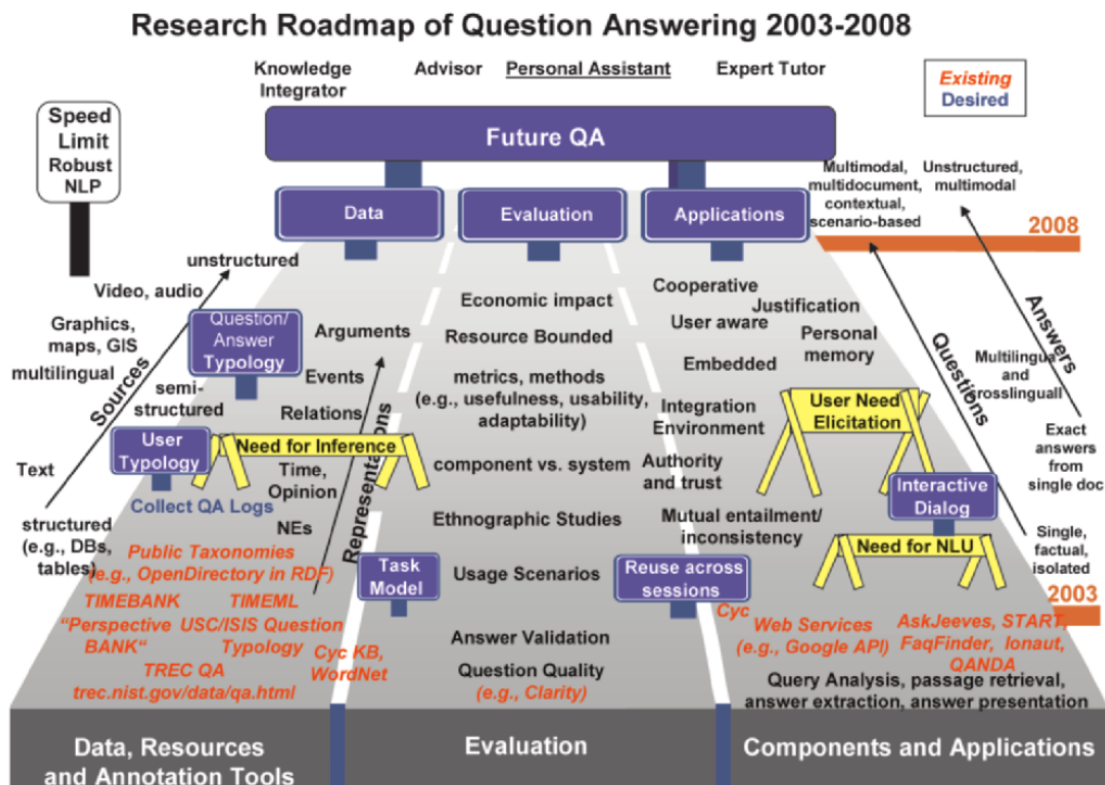 Research Roadmap of Question Answering 2003-2008
Knowledge
Integrator
Advisor
Personal Assistant
Expert Tutor
Existing
Desired
Speed
Limit
Robust
NLP
Future QA
Data
Evaluation
Applications
Multimodal,
multidocument,
contextual,
scenario-based
Unstructured,
multimodal
2008
unstructured
Video, audio
Graphics,
maps, GIS
multilingual
Sources
semi-
structured
Text
structured
(e.g., DBs,
tables)
Question/
Answer
Typology
User
Typology
Collect QA Logs
Arguments
Events
Relations
Need for Inference
Time,
Opinion
NEs
Representations
Public Taxonomies
(e.g., OpenDirectory in RDF)
TIMEBANK
TIMEML
“Perspective
BANK“
USC/ISIS Question
Typology
Cyc KB,
WordNet
TREC QA
trec.nist.gov/data/qa.html
Task
Model
Economic impact
Resource Bounded
metrics, methods
(e.g., usefulness, usability,
adaptability)
component vs. system
Ethnographic Studies
Usage Scenarios
Answer Validation
Question Quality
(e.g., Clarity)
Cooperative
Justification
User aware
Personal
memory
Embedded
Integration
Environment
User Need
Elicitation
Authority
and trust
Interactive
Dialog
Mutual entailment/
inconsistency
Need for NLU
Reuse across
sessions
Cyc
Web Services
(e.g., Google API)
AskJeeves, START,
FaqFinder, Ionaut,
QANDA
Query Analysis, passage retrieval,
answer extraction, answer presentation
Questions
Answers
Multilingua
and
crosslinguall
Exact
answers
from
single doc
Single,
factual,
isolated
2003
Data, Resources
and Annotation Tools
Evaluation
Components and Applications